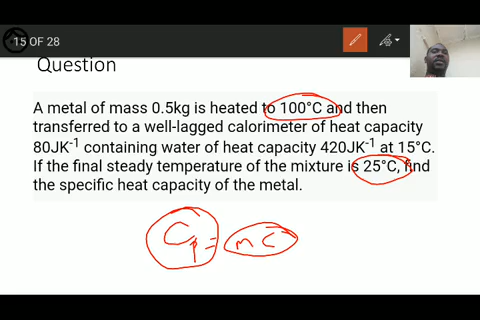 15 OF 28
Question
A metal of mass 0.5kg is heated to 100°C and then
transferred to a well-lagged calorimeter of heat capacity
80JK⁻¹ containing water of heat capacity 420JK⁻¹ at 15°C.
If the final steady temperature of the mixture is 25°C, find
the specific heat capacity of the metal.
Cp = mc